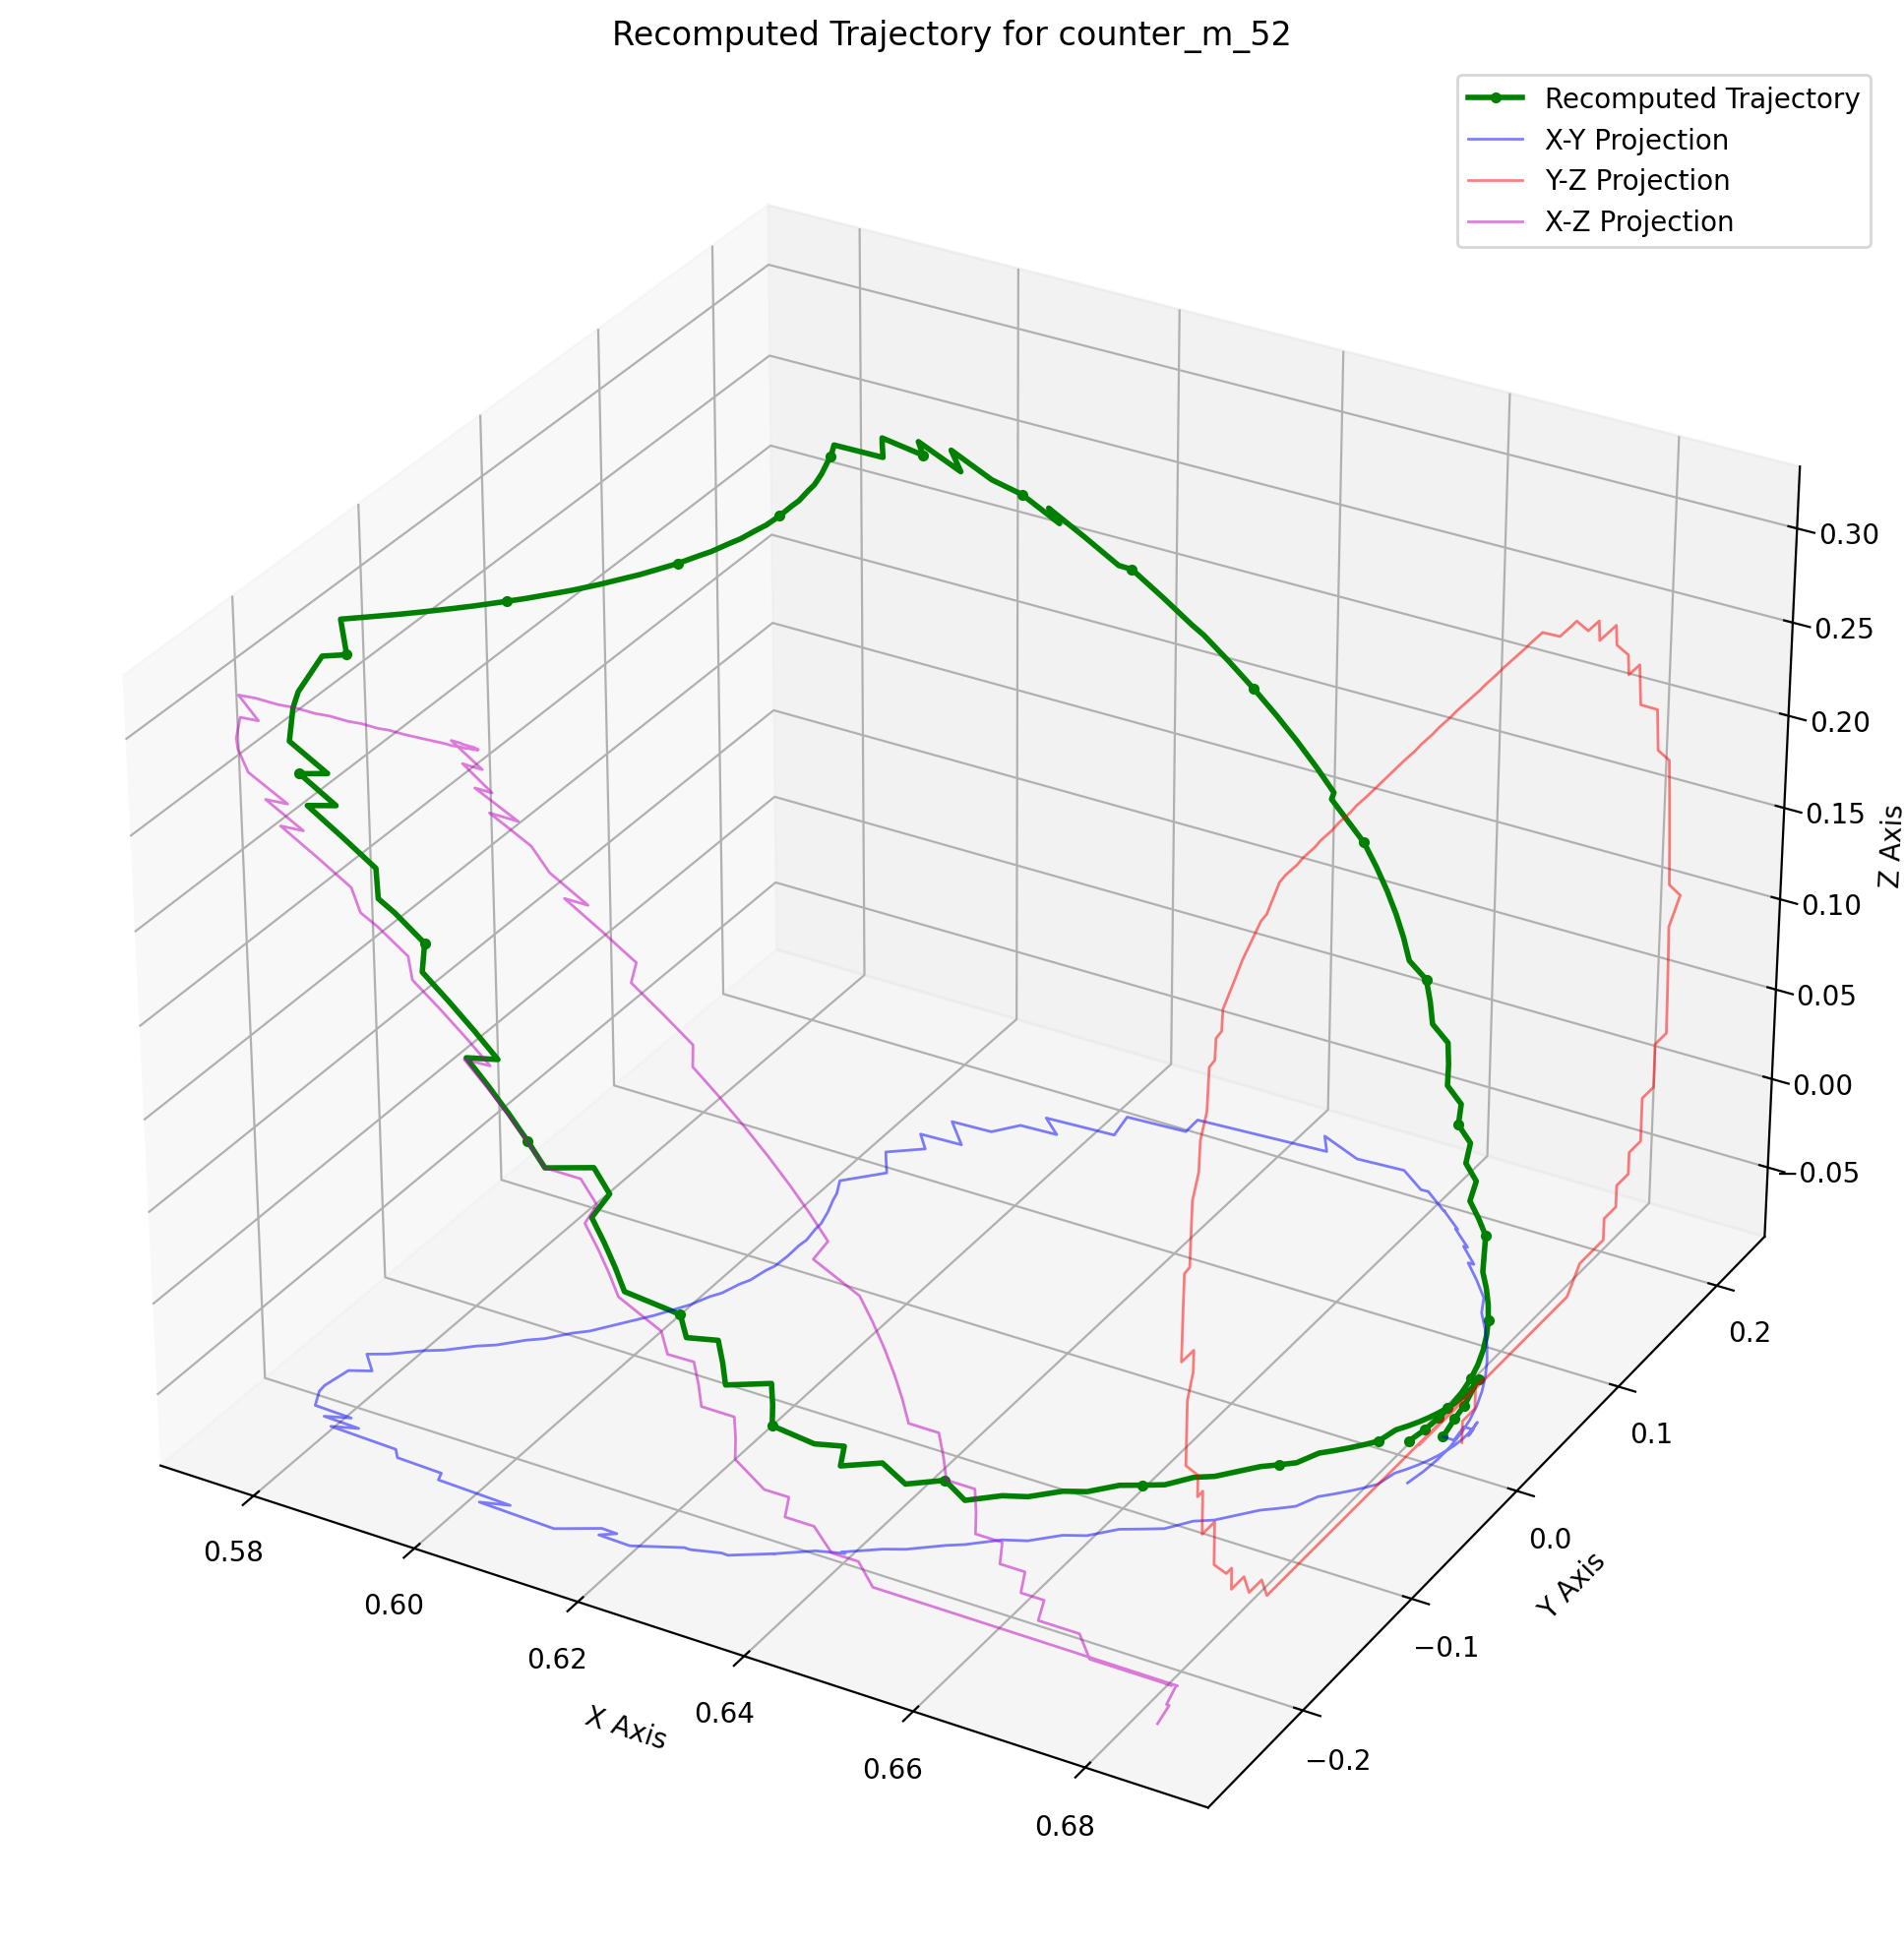 Recomputed Trajectory for counter_m_52
Recomputed Trajectory
X-Y Projection
Y-Z Projection
X-Z Projection
0.30
0.25
0.20
0.15
0.10
0.05
0.00
−0.05
Z Axis
0.2
0.1
0.0
−0.1
−0.2
Y Axis
0.58
0.60
0.62
0.64
0.66
0.68
X Axis